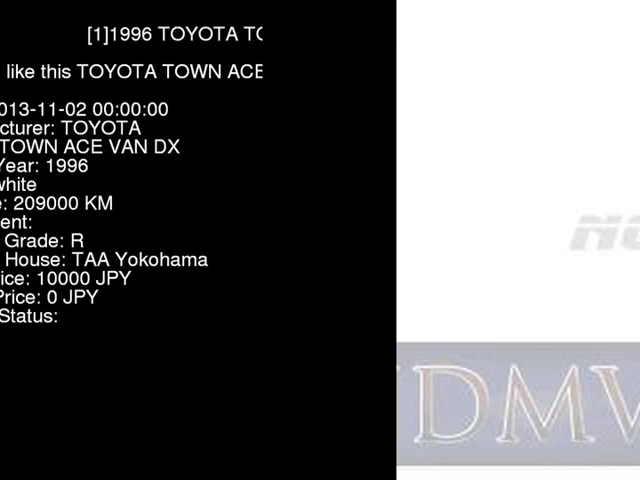 [1]1996 TOYOTA TO
like this TOYOTA TOWN ACE
013-11-02 00:00:00
cturer: TOYOTA
TOWN ACE VAN DX
Year: 1996
white
e: 209000 KM
ent:
Grade: R
House: TAA Yokohama
ice: 10000 JPY
Price: 0 JPY
Status:
NO
DMV